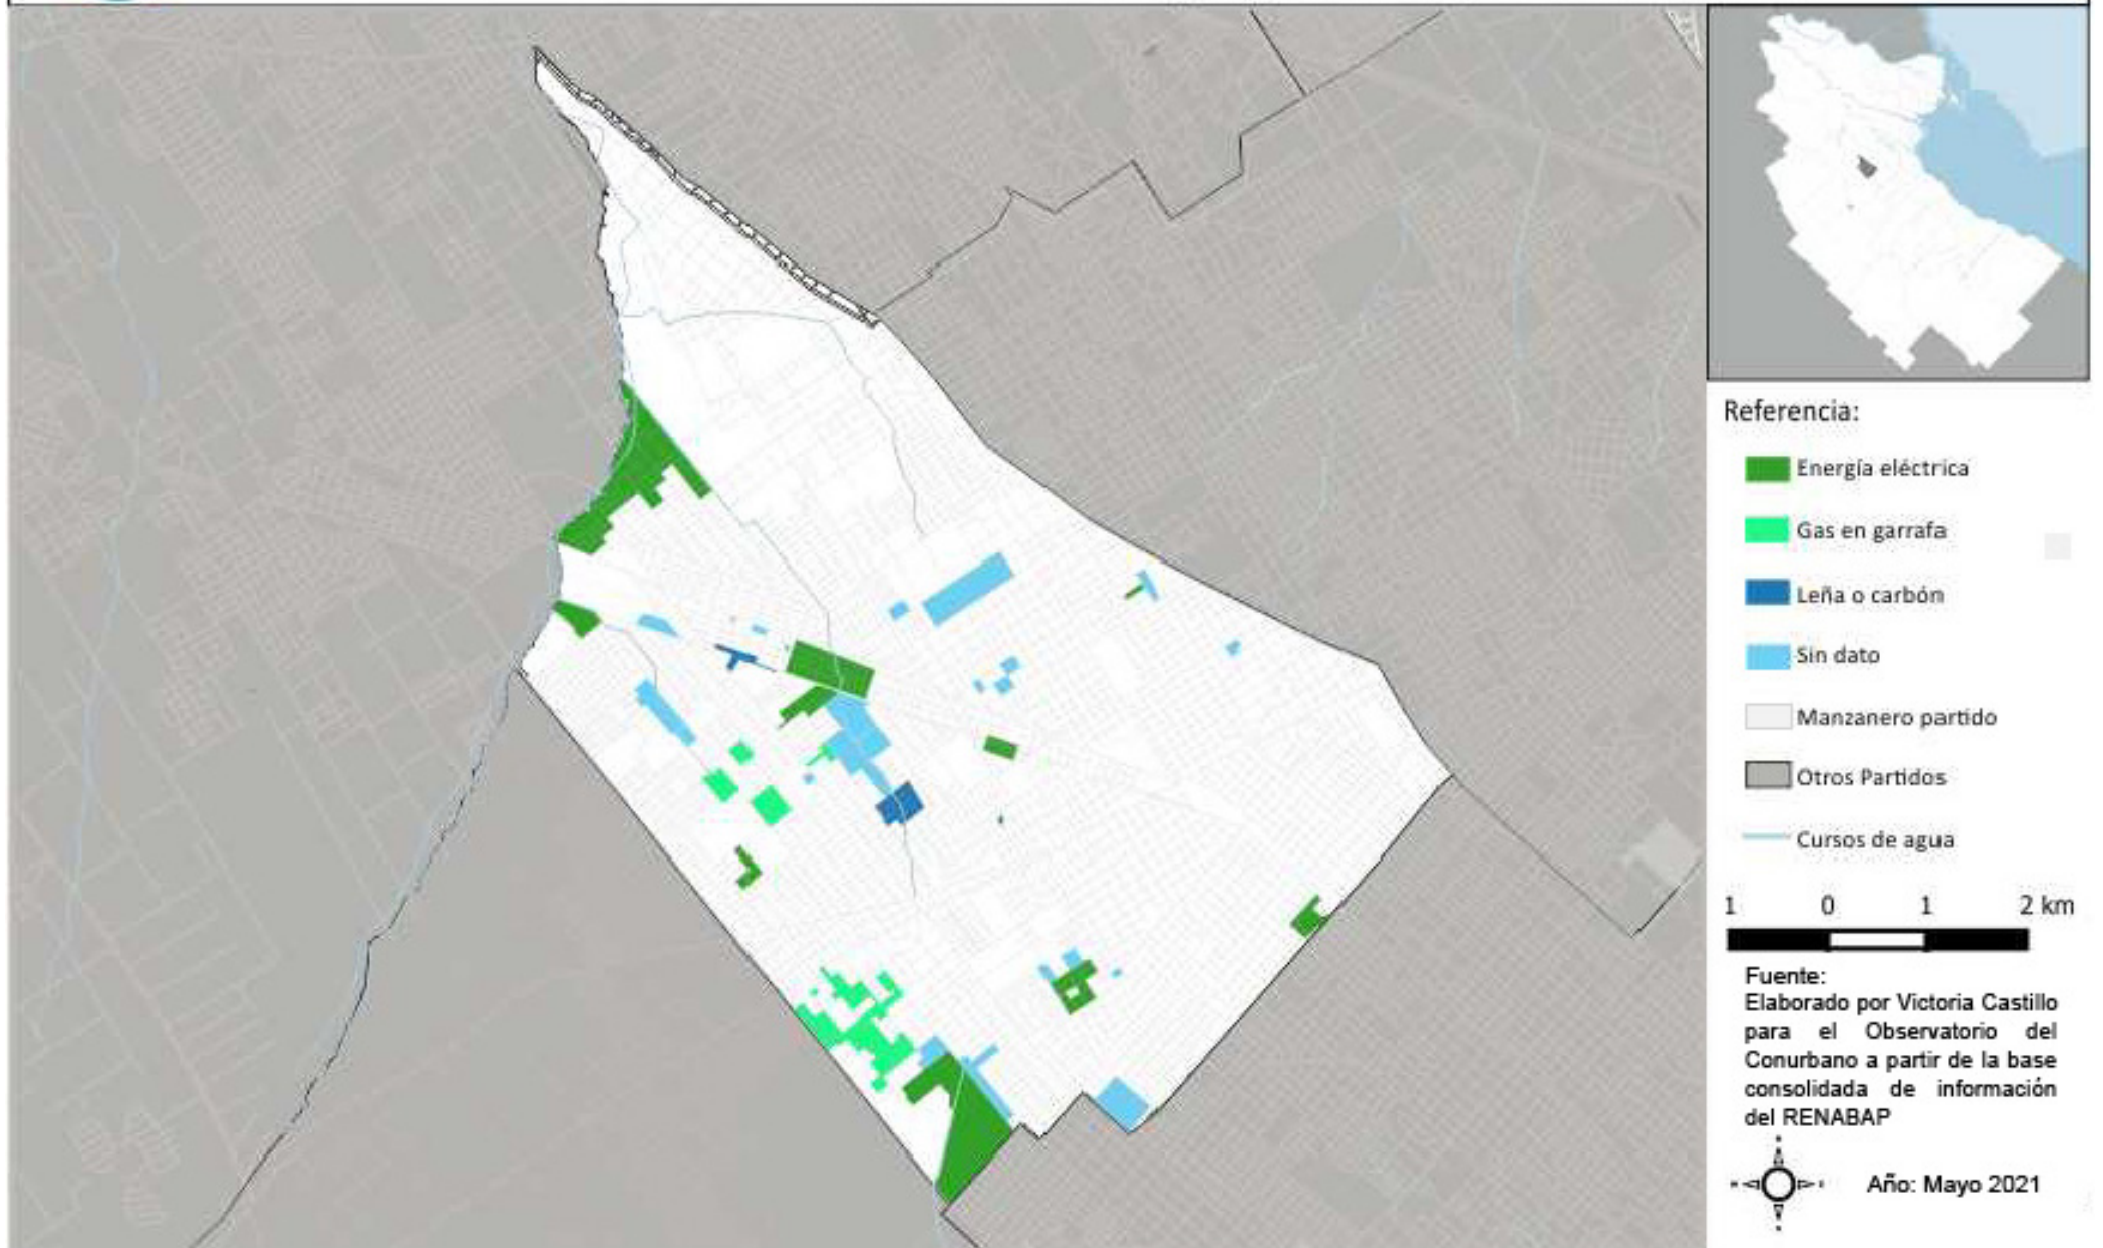 Referencia:
Energía eléctrica
Gas en garrafa
Leña o carbón
Sin dato
Manzanero partido
Otros Partidos
Cursos de agua
1 0 1 2 km
Fuente:
Elaborado por Victoria Castillo
para el Observatorio del
Conurbano a partir de la base
consolidada de información
del RENABAP
Año: Mayo 2021